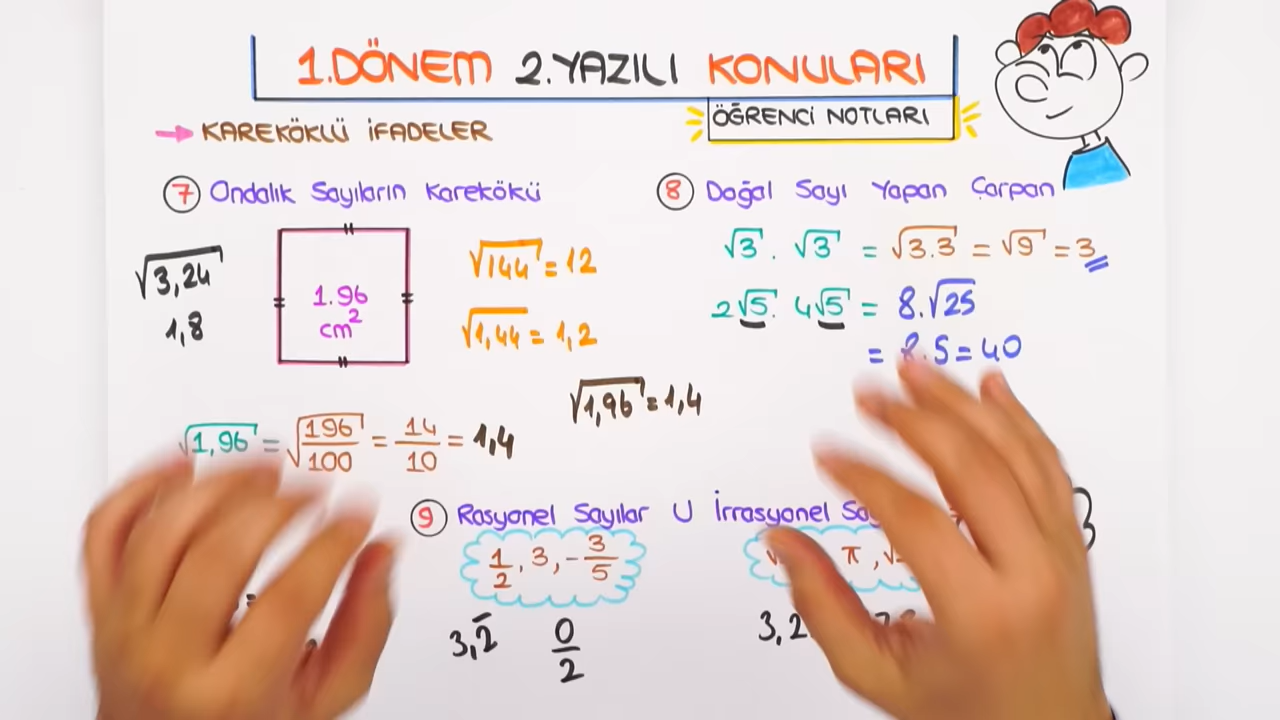 1.DÖNEM 2.YAZILI KONULARI
ÖĞRENCİ NOTLARI
→ KAREKÖKLÜ İFADELER
7 Ondalık Sayıların Karekökü
√3,24
1,8
1.96
cm²
√144 = 12
√1,44 = 1,2
√1,96 = 1,4
√1,96 = √196/100 = 14/10 = 1,4
8 Doğal Sayı Yapan Çarpan
√3 . √3 = √3.3 = √9 = 3
2√5 . 4√5 = 8.√25
= 8.5 = 40
9 Rasyonel Sayılar U İrrasyonel
1/2 , 3 , -3/5
π ,
3,2̅ 0/2
3,2